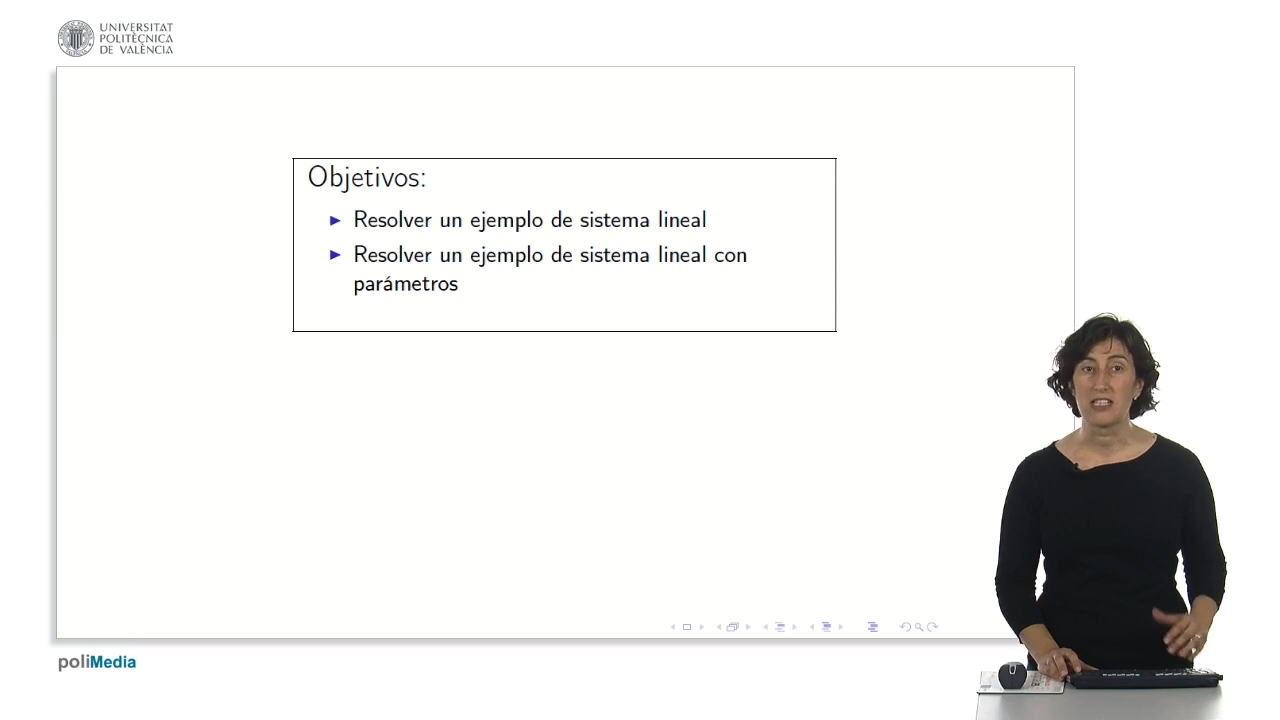 UNIVERSITAT
POLITÈCNICA
DE VALÈNCIA
Objetivos:
Resolver un ejemplo de sistema lineal
Resolver un ejemplo de sistema lineal con
parámetros
poliMedia